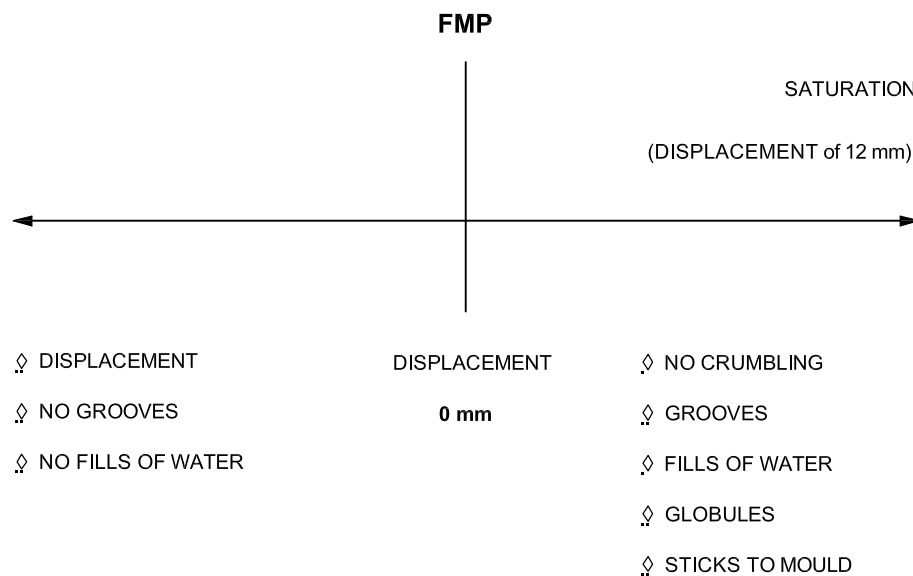 FMP
SATURATION
(DISPLACEMENT of 12 mm)
◊ DISPLACEMENT
◊ NO GROOVES
◊ NO FILLS OF WATER
DISPLACEMENT
0 mm
◊ NO CRUMBLING
◊ GROOVES
◊ FILLS OF WATER
◊ GLOBULES
◊ STICKS TO MOULD